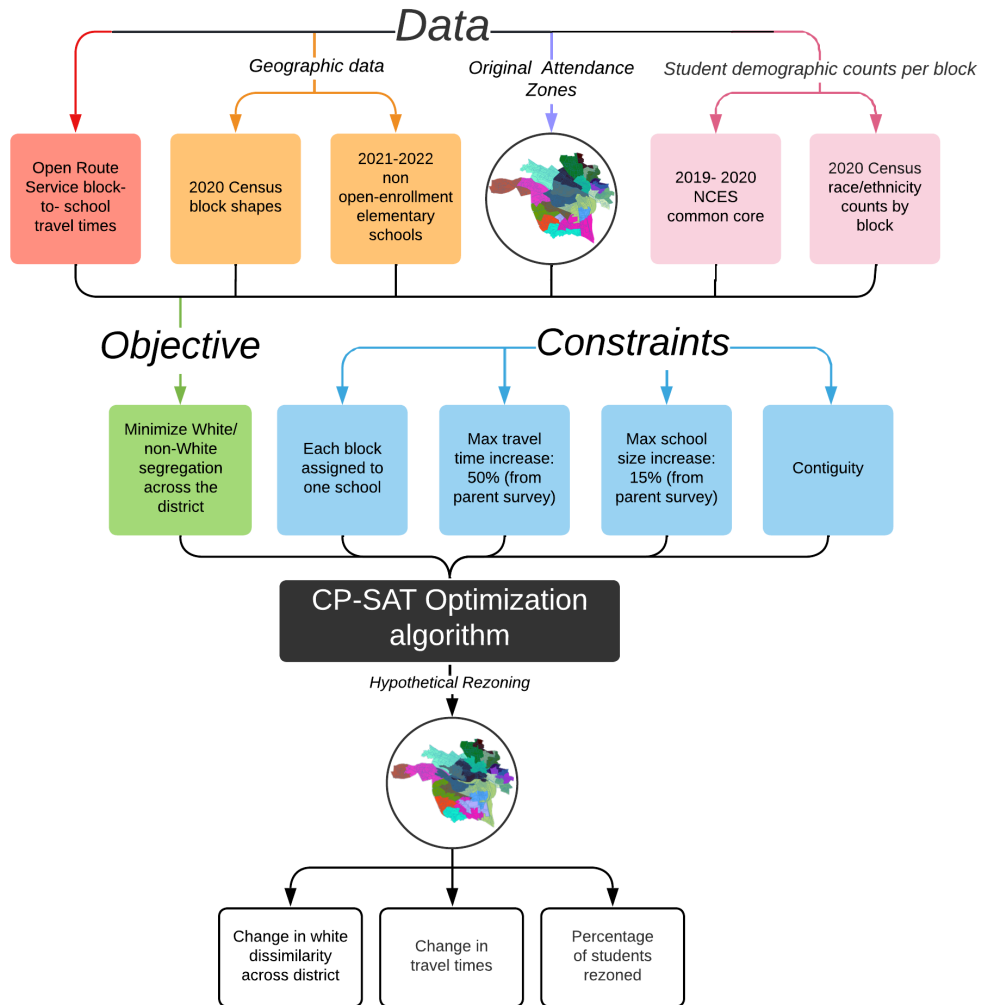 Data
Geographic data
Original  Attendance
Zones
Student demographic counts per block
Open Route
Service block-
to- school
travel times
2020 Census
block shapes
2021-2022
non
open-enrollment
elementary
schools
2019- 2020
NCES
common core
2020 Census
race/ethnicity
counts by
block
Objective
Constraints
Minimize White/
non-White
segregation
across the
district
Each block
assigned to
one school
Max travel
time increase:
50% (from
parent survey)
Max school
size increase:
15% (from
parent survey)
Contiguity
CP-SAT Optimization
algorithm
Hypothetical Rezoning
Change in white
dissimilarity
across district
Change in
travel times
Percentage
of students
rezoned